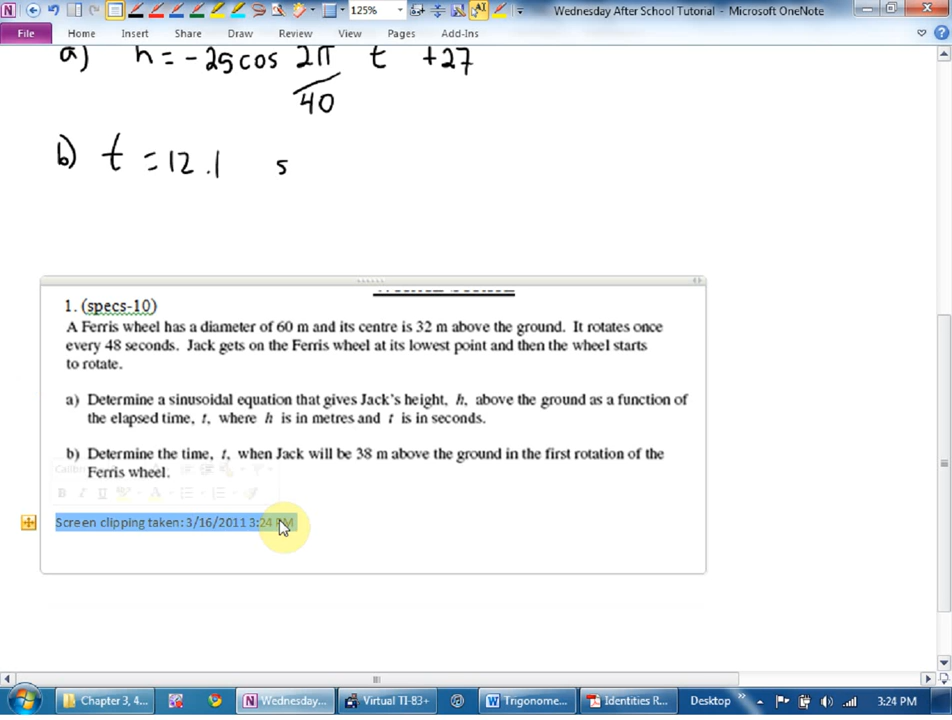 125%
Wednesday After School Tutorial - Microsoft OneNote
File Home Insert Share Draw Review View Pages Add-Ins
a) h = -25cos 2π/40 t +27
b) t = 12.1 s
1. (specs-10)
A Ferris wheel has a diameter of 60 m and its centre is 32 m above the ground. It rotates once
every 48 seconds. Jack gets on the Ferris wheel at its lowest point and then the wheel starts
to rotate.
a) Determine a sinusoidal equation that gives Jack's height, h, above the ground as a function of
the elapsed time, t, where h is in metres and t is in seconds.
b) Determine the time, t, when Jack will be 38 m above the ground in the first rotation of the
Ferris wheel.
B I U
Screen clipping taken: 3/16/2011 3:24 PM
Chapter 3, 4... Wednesday... Virtual TI-83+ Trigonome... Identities R... Desktop 3:24 PM